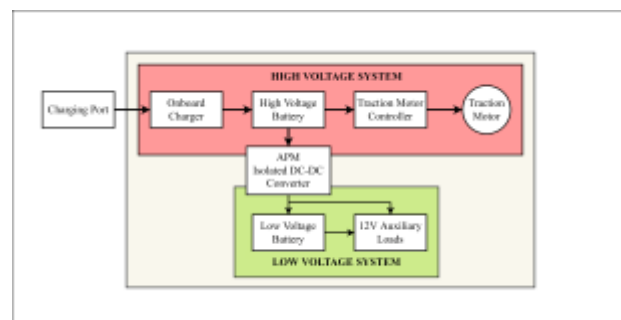 HIGH VOLTAGE SYSTEM
Charging Port
Onboard
Charger
High Voltage
Battery
Traction Motor
Controller
Traction
Motor
APM
Isolated DC-DC
Converter
Low Voltage
Battery
12V Auxiliary
Loads
LOW VOLTAGE SYSTEM